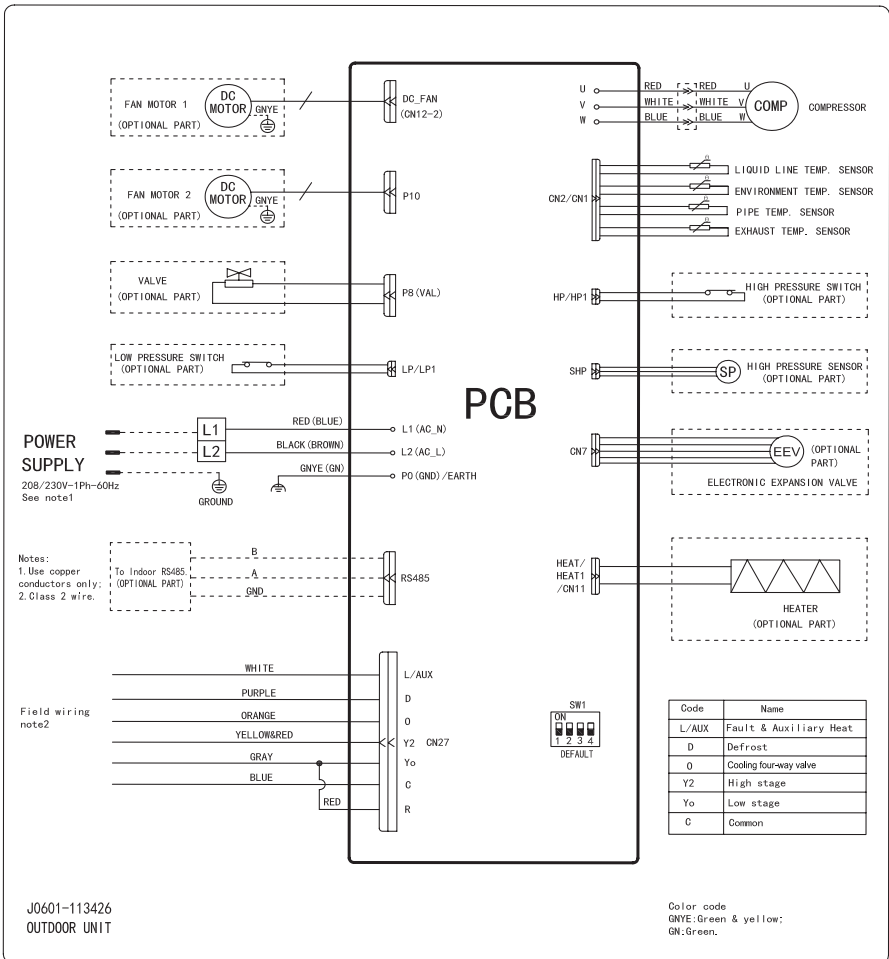 FAN MOTOR 1
(OPTIONAL PART)
DC
MOTOR
GNYE
DC_FAN
(CN12-2)
FAN MOTOR 2
(OPTIONAL PART)
DC
MOTOR
GNYE
P10
VALVE
(OPTIONAL PART)
P8(VAL)
LOW PRESSURE SWITCH
(OPTIONAL PART)
LP/LP1
POWER
SUPPLY
208/230V-1Ph-60Hz
See note1
L1
L2
GROUND
RED(BLUE)
L1(AC_N)
BLACK(BROWN)
L2(AC_L)
GNYE(GN)
P0(GND)/EARTH
Notes:
1.Use copper
conductors only;
2.Class 2 wire.
To Indoor RS485
(OPTIONAL PART)
B
A
GND
RS485
Field wiring
note2
WHITE
L/AUX
PURPLE
D
ORANGE
O
YELLOW&RED
Y2
CN27
GRAY
Yo
BLUE
C
RED
R
PCB
U
RED
RED
U
V
WHITE
WHITE
V
W
BLUE
BLUE
W
COMP
COMPRESSOR
CN2/CN1
LIQUID LINE TEMP. SENSOR
ENVIRONMENT TEMP. SENSOR
PIPE TEMP. SENSOR
EXHAUST TEMP. SENSOR
HP/HP1
HIGH PRESSURE SWITCH
(OPTIONAL PART)
SHP
SP
HIGH PRESSURE SENSOR
(OPTIONAL PART)
CN7
EEV
(OPTIONAL
PART)
ELECTRONIC EXPANSION VALVE
HEAT/
HEAT1
/CN11
HEATER
(OPTIONAL PART)
SW1
ON
1 2 3 4
DEFAULT
Code Name
L/AUX Fault & Auxiliary Heat
D Defrost
O Cooling four-way valve
Y2 High stage
Yo Low stage
C Common
J0601-113426
OUTDOOR UNIT
Color code
GNYE:Green & yellow;
GN:Green.